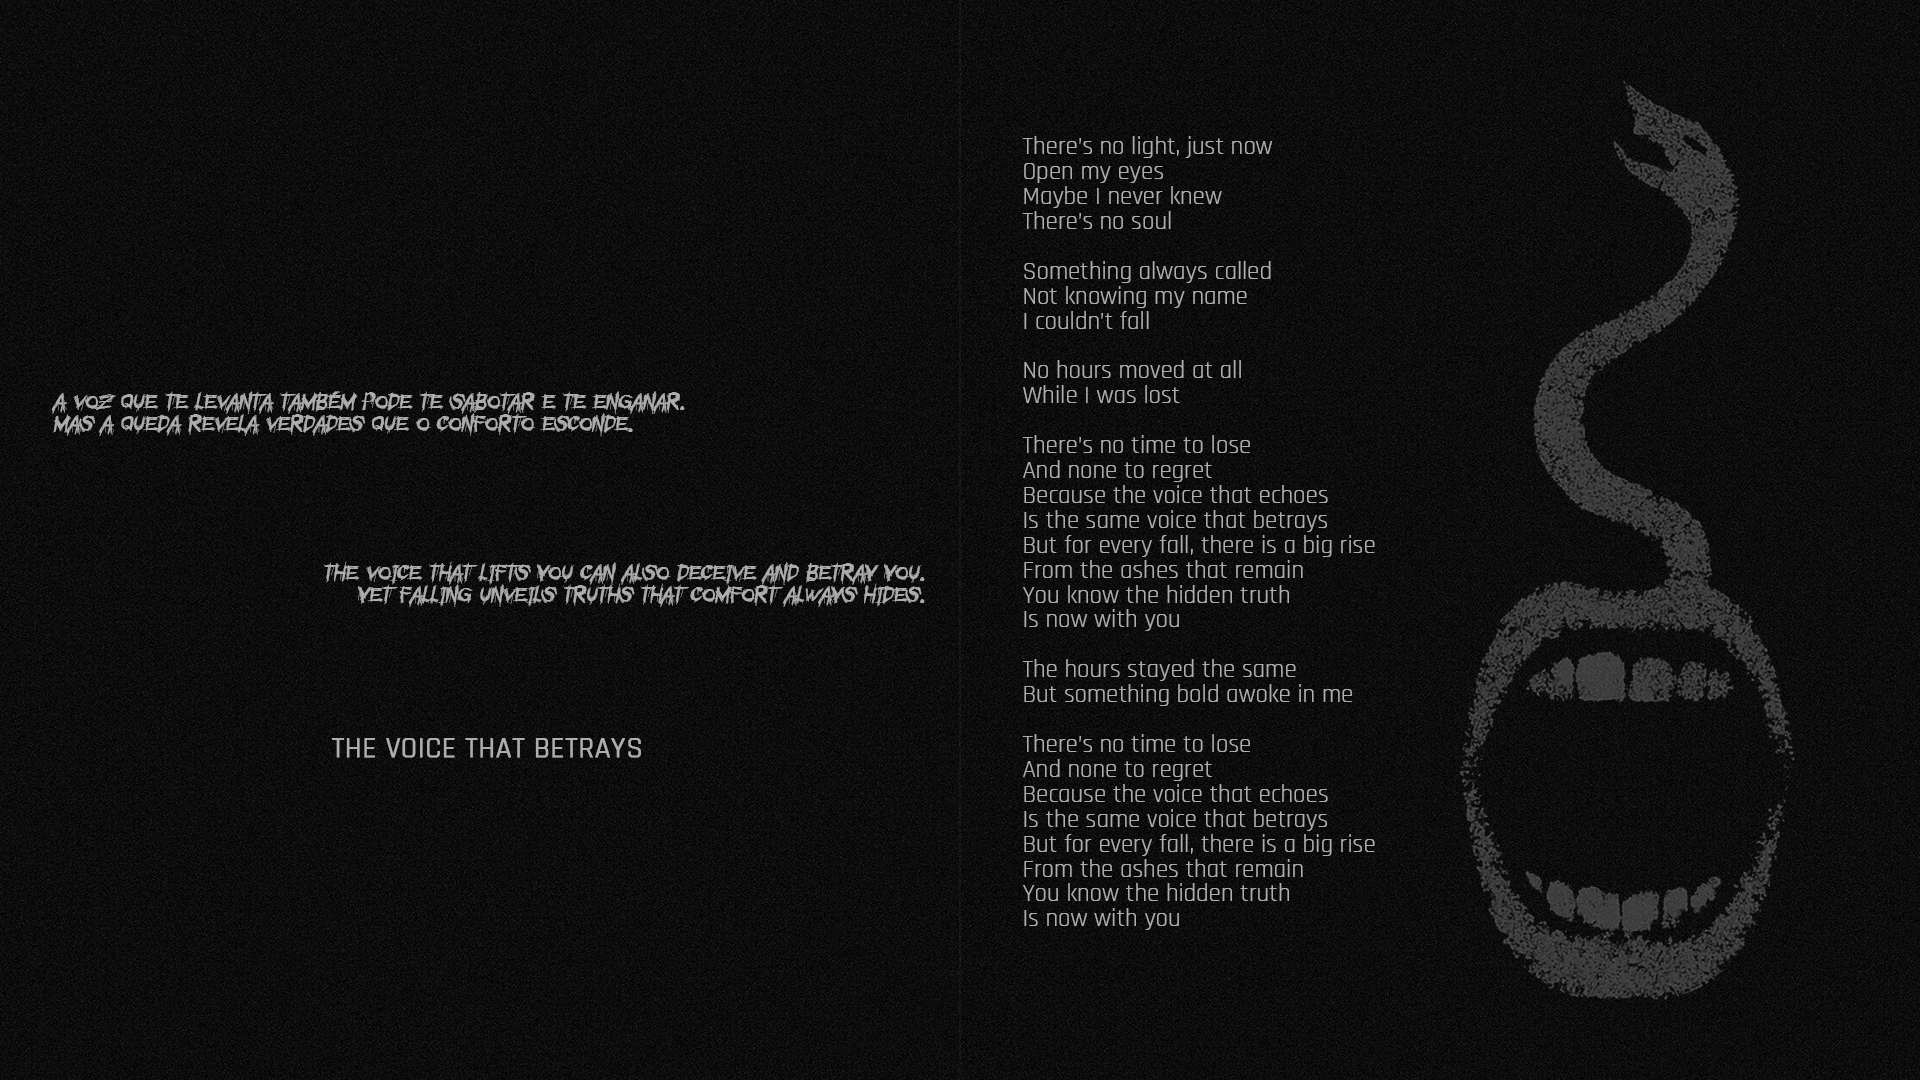 A VOZ QUE TE LEVANTA TAMBÉM PODE TE SABOTAR E TE ENGANAR.
MAS A QUEDA REVELA VERDADES QUE O CONFORTO ESCONDE.
THE VOICE THAT LIFTS YOU CAN ALSO DECEIVE AND BETRAY YOU.
YET FALLING UNVEILS TRUTHS THAT COMFORT ALWAYS HIDES.
THE VOICE THAT BETRAYS
There's no light, just now
Open my eyes
Maybe I never knew
There's no soul
Something always called
Not knowing my name
I couldn't fall
No hours moved at all
While I was lost
There's no time to lose
And none to regret
Because the voice that echoes
Is the same voice that betrays
But for every fall, there is a big rise
From the ashes that remain
You know the hidden truth
Is now with you
The hours stayed the same
But something bold awoke in me
There's no time to lose
And none to regret
Because the voice that echoes
Is the same voice that betrays
But for every fall, there is a big rise
From the ashes that remain
You know the hidden truth
Is now with you